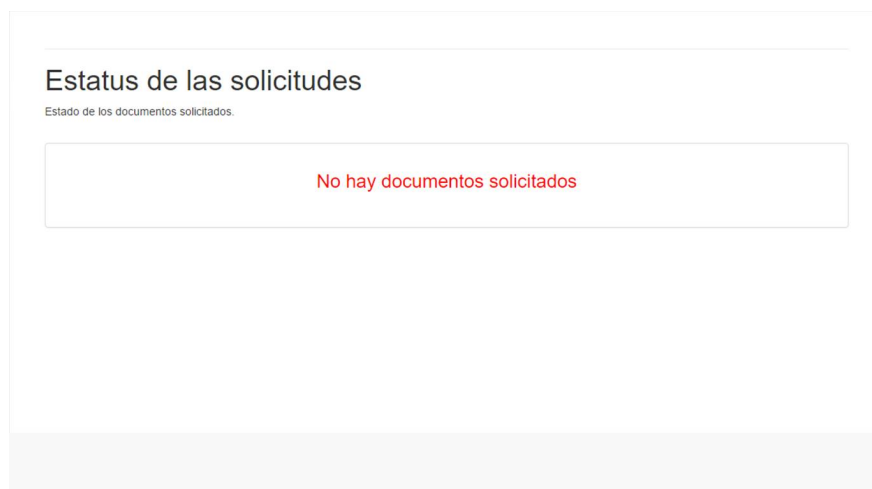 Estatus de las solicitudes
Estado de los documentos solicitados.
No hay documentos solicitados